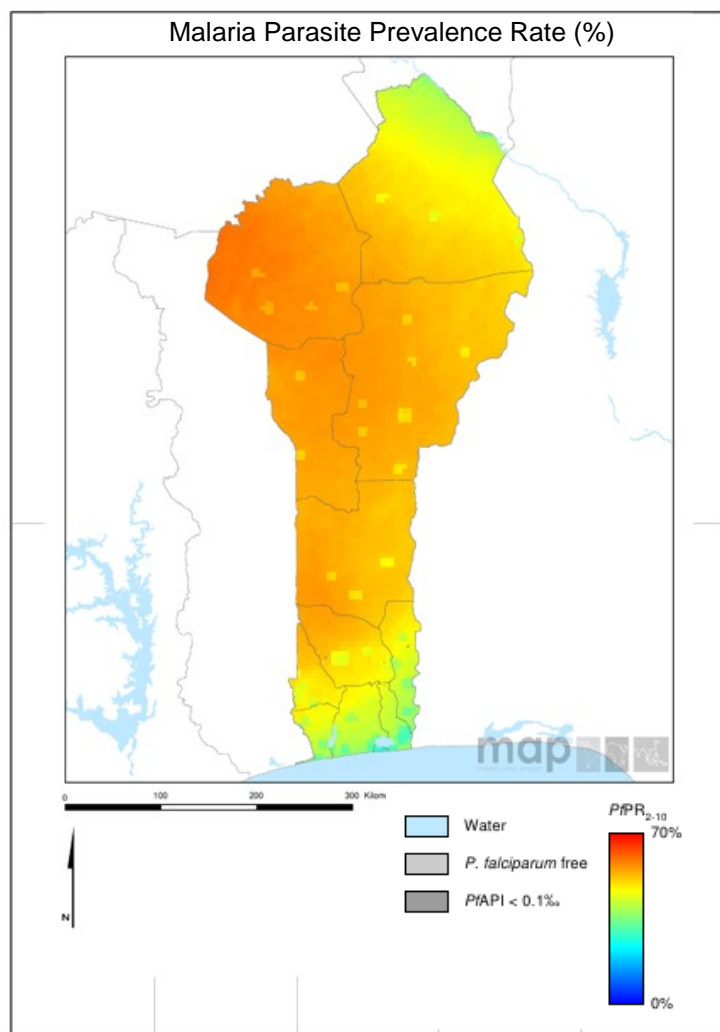 Malaria Parasite Prevalence Rate (%)
map
0 100 200 300 Kilom
N
Water
P. falciparum free
PfAPI < 0.1‰
PfPR2-10
70%
0%